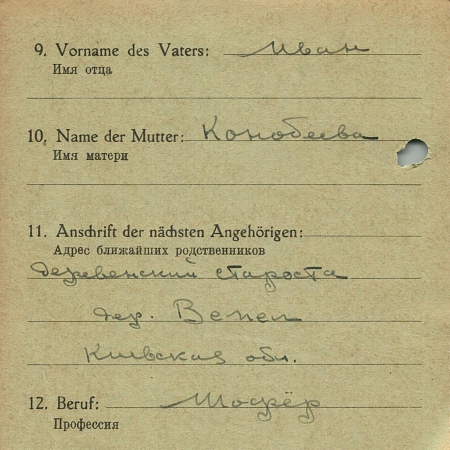 9. Vorname des Vaters: Иван
Имя отца
10. Name der Mutter: Конобеева
Имя матери
11. Anschrift der nächsten Angehörigen:
Адрес ближайших родственников
деревенский староста
дер. Вепел
Киевская обл.
12. Beruf: Шофёр
Профессия